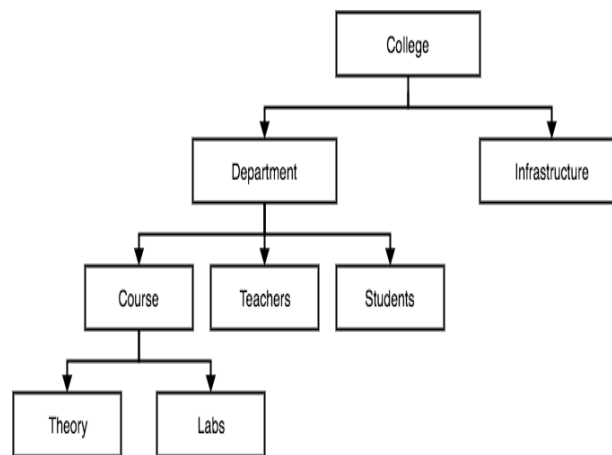 College
Department
Infrastructure
Course
Teachers
Students
Theory
Labs